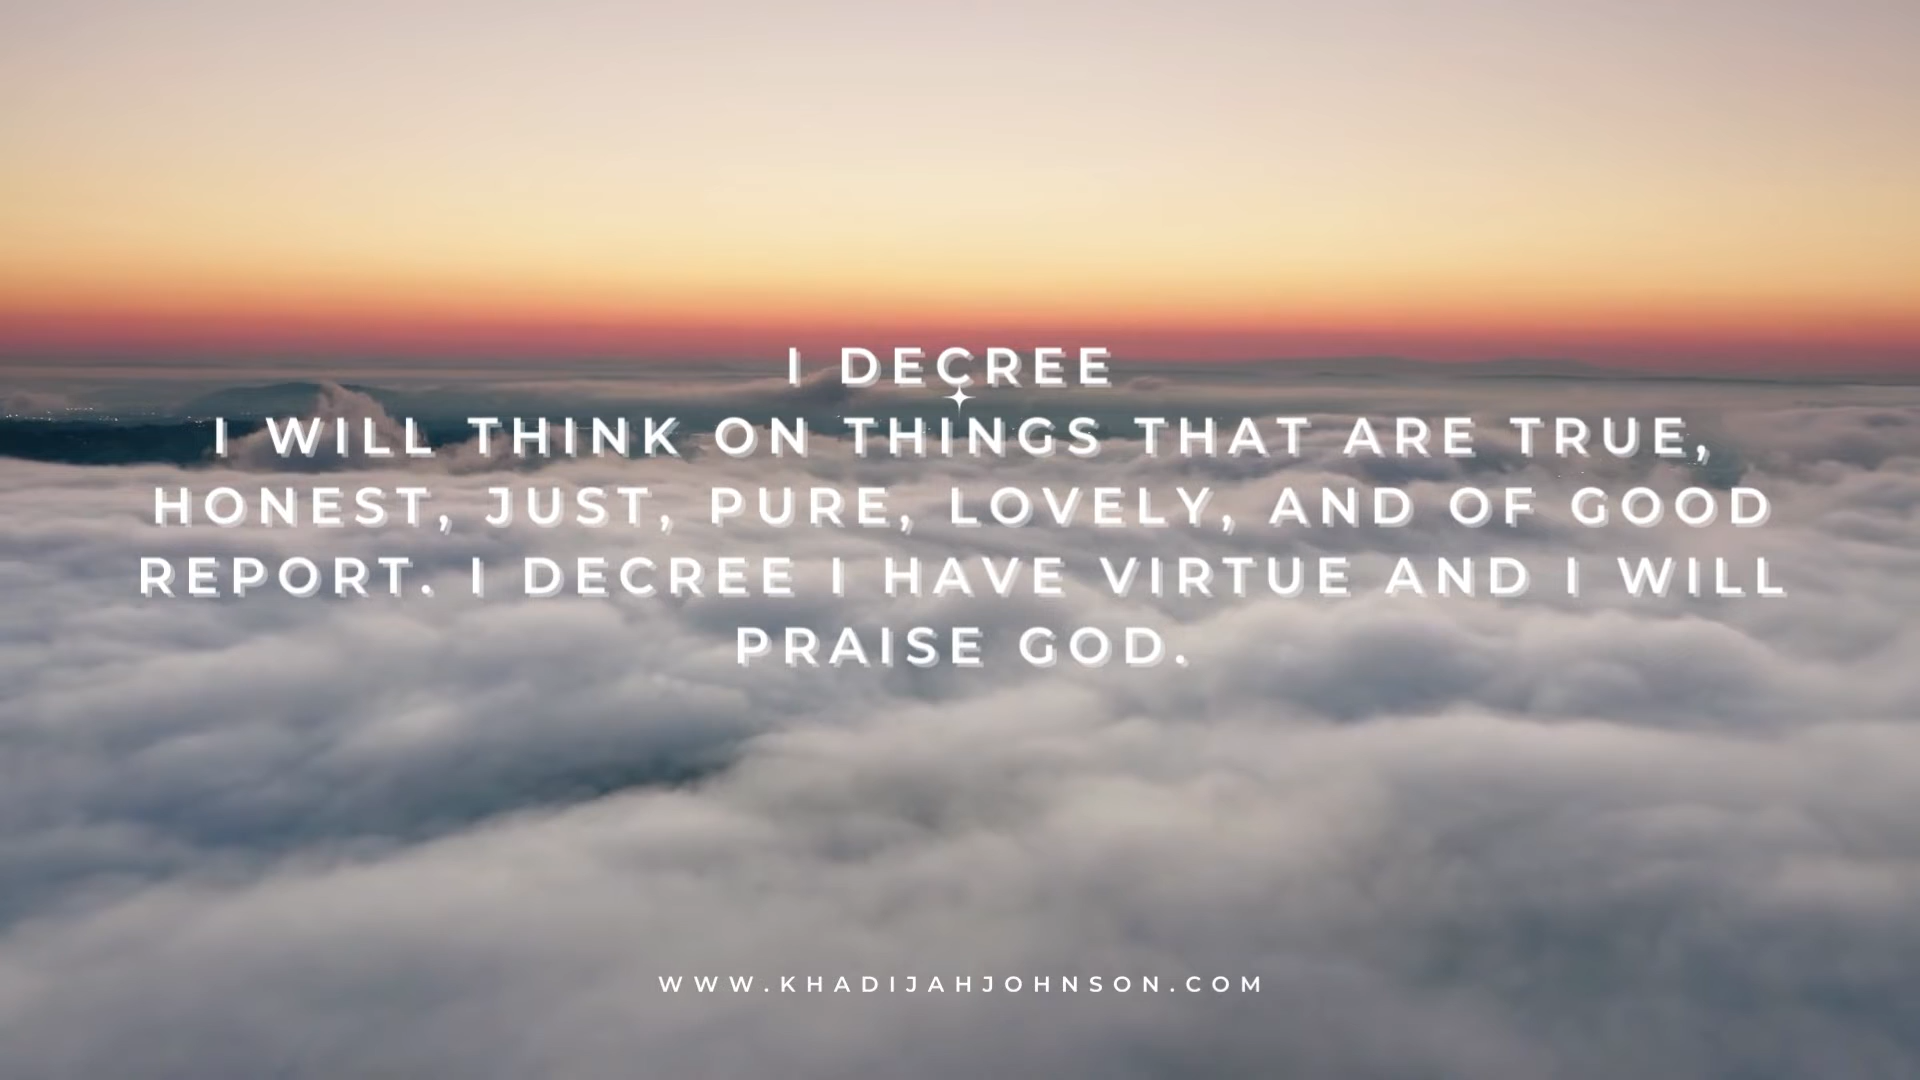 I DECREE
I WILL THINK ON THINGS THAT ARE TRUE,
HONEST, JUST, PURE, LOVELY, AND OF GOOD
REPORT. I DECREE I HAVE VIRTUE AND I WILL
PRAISE GOD.
WWW.KHADIJAHJOHNSON.COM